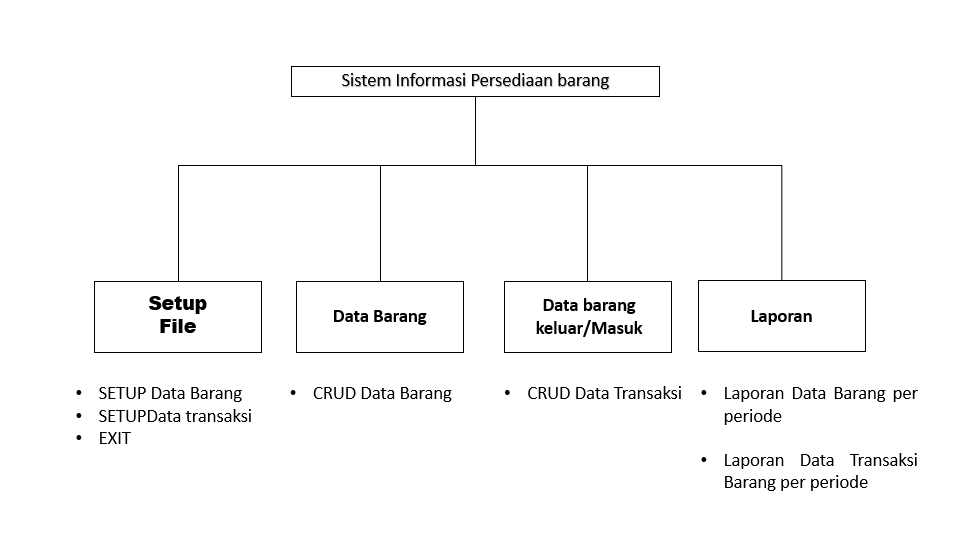 Sistem Informasi Persediaan barang
Setup
File
Data Barang
Data barang
keluar/Masuk
Laporan
• SETUP Data Barang
• SETUPData transaksi
• EXIT
• CRUD Data Barang
• CRUD Data Transaksi
• Laporan Data Barang per
periode
• Laporan Data Transaksi
Barang per periode